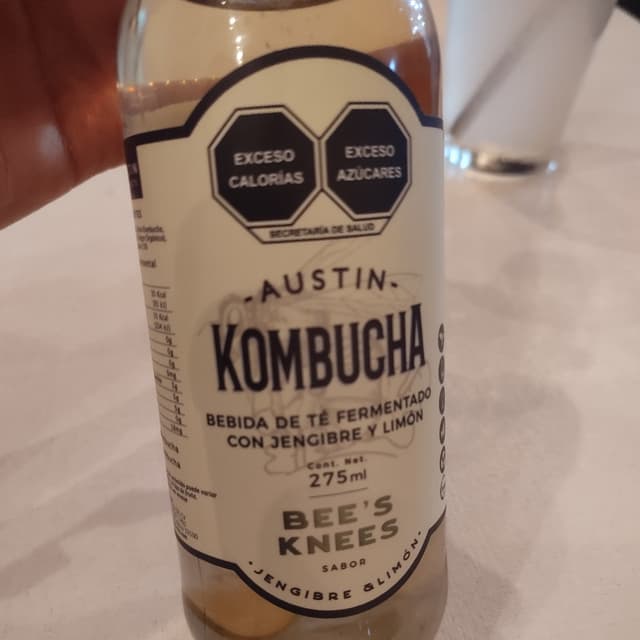 EXCESO
CALORÍAS
EXCESO
AZÚCARES
SECRETARÍA DE SALUD
AUSTIN
KOMBUCHA
BEBIDA DE TÉ FERMENTADO
CON JENGIBRE Y LIMÓN
Cont. Net.
275ml
BEE'S
KNEES
SABOR
·JENGIBRE &LIMÓN·